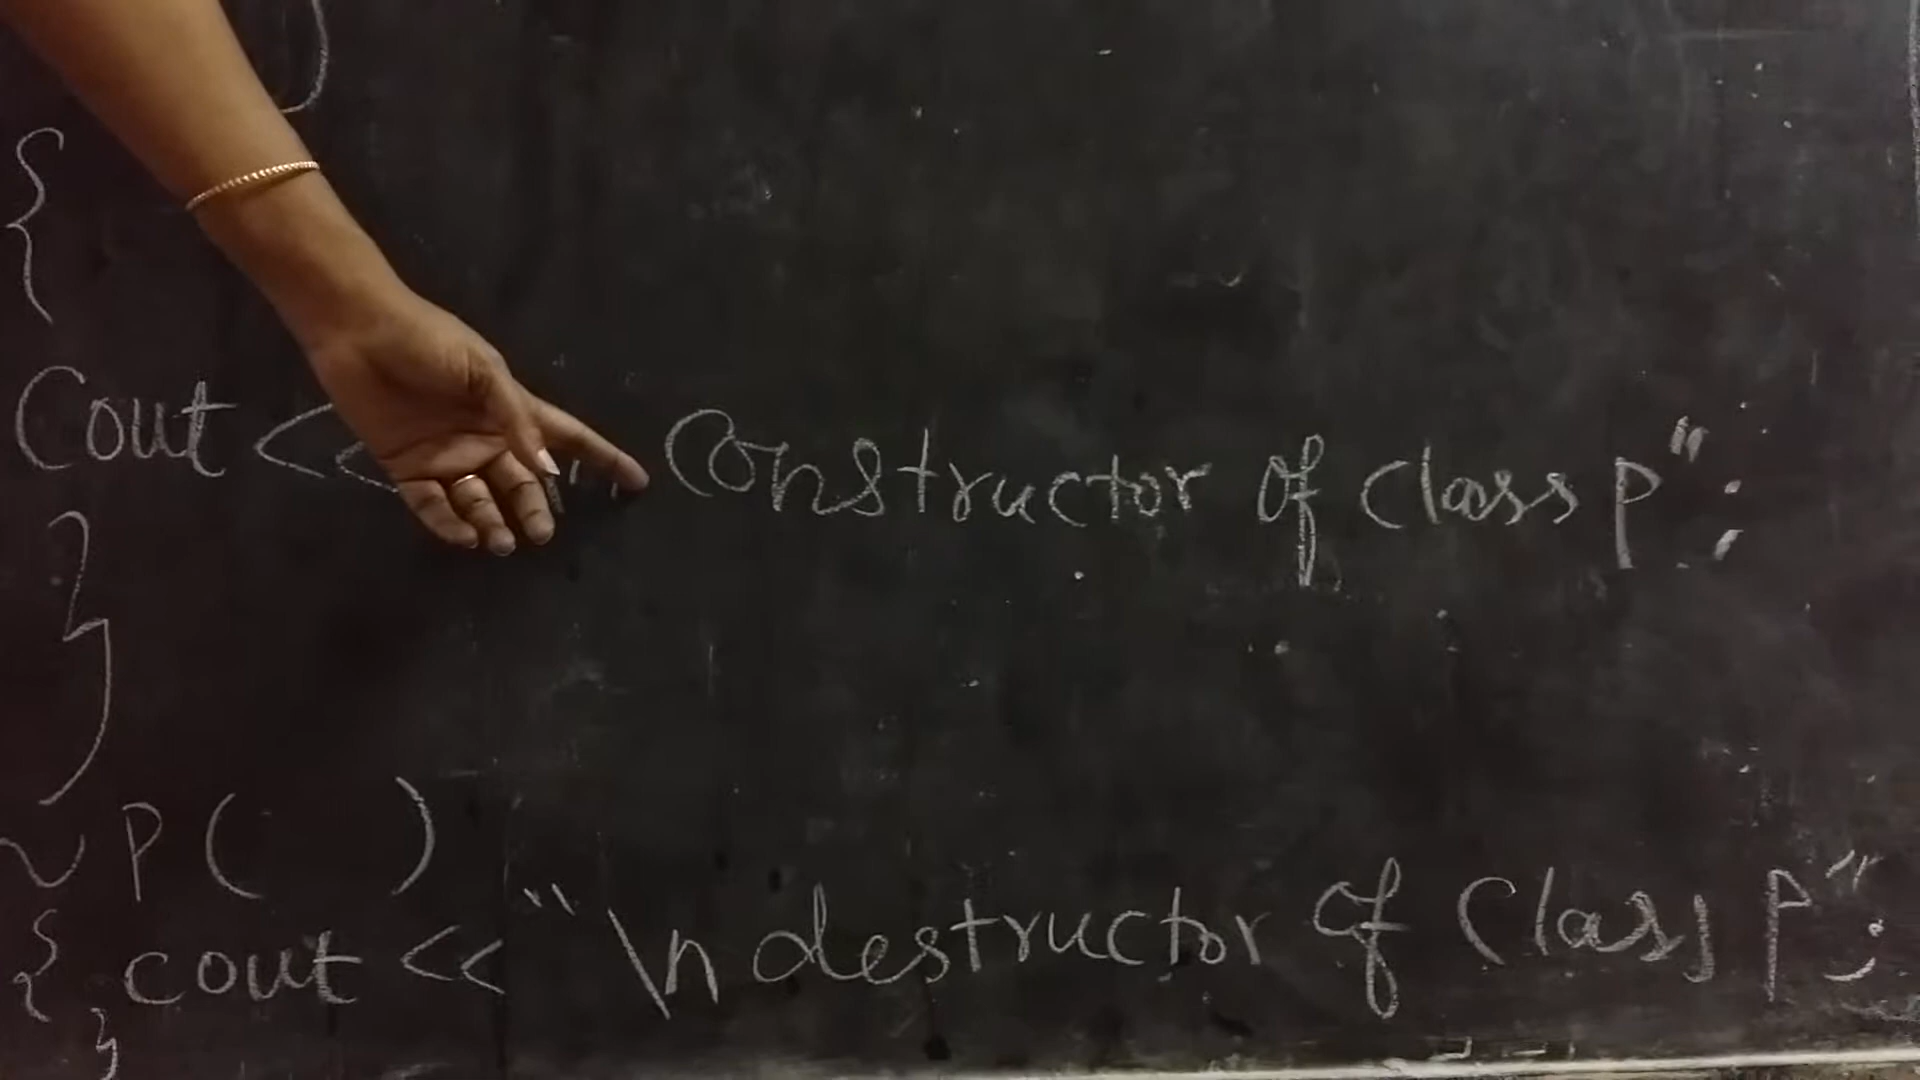 )
{
Cout << " Constructor of class P";
}
~ P ( )
{ cout << "\n destructor of Class P";
}